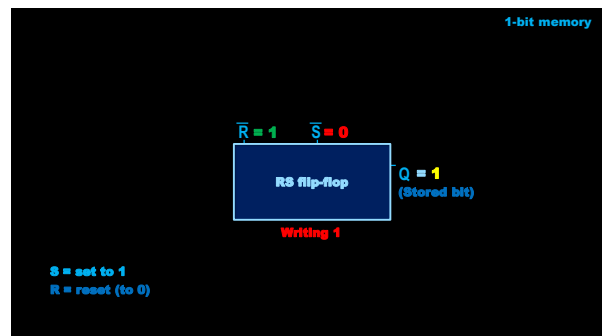 1-bit memory
R̅ = 1 S̅ = 0
RS flip-flop
Q = 1
(Stored bit)
Writing 1
S = set to 1
R = reset (to 0)